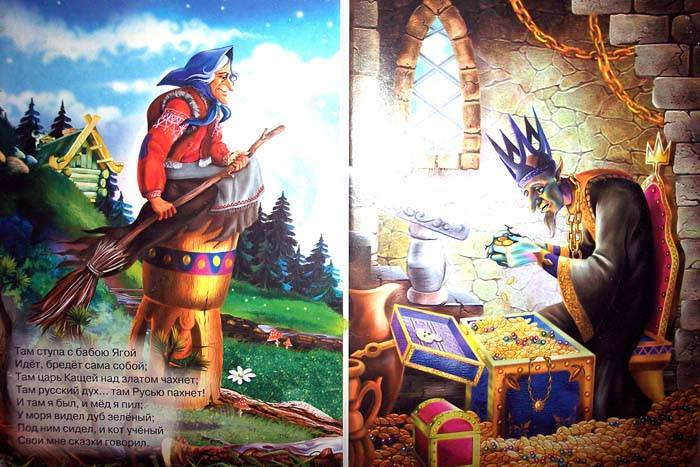 Там ступа с бабою Ягой
Идёт, бредёт сама собой;
Там царь Кащей над златом чахнет;
Там русский дух... там Русью пахнет!
И там я был, и мёд я пил;
У моря видел дуб зелёный;
Под ним сидел, и кот учёный
Свои мне сказки говорил.